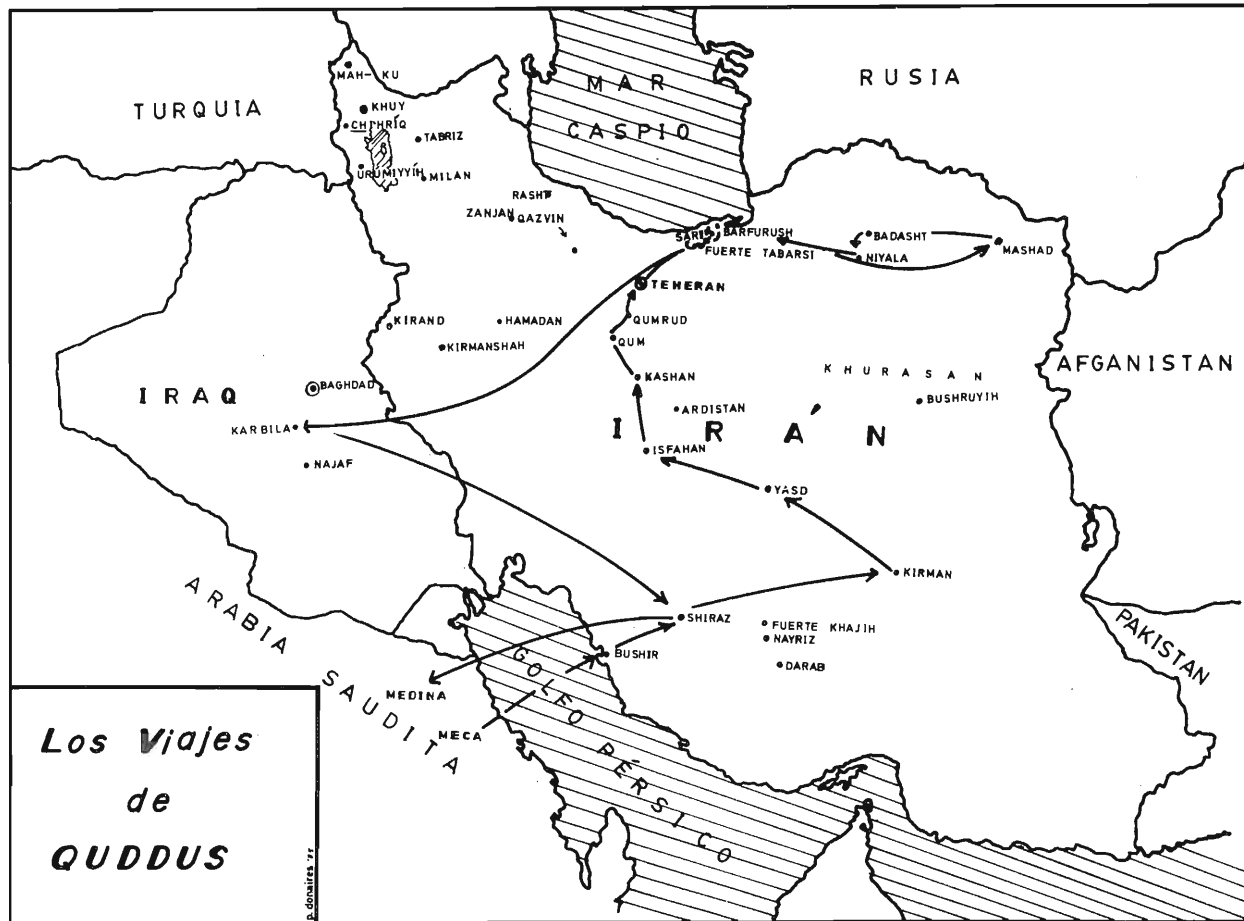 MAR
CASPIO
RUSIA
TURQUIA
MAH-KU
KHUY
CHIHRÍQ
TABRIZ
URÚMIYYÍH
MILAN
RASHT
ZANJAN
QAZVIN
SARI
BARFURUSH
FUERTE TABARSI
BADASHT
NIYALA
MASHAD
TEHERAN
QUMRUD
QUM
KIRAND
HAMADAN
KIRMANSHAH
KASHAN
KHURASAN
AFGANISTAN
BAGHDAD
IRAQ
BUSHRUYIH
ARDISTAN
KARBILA
IRÁN
ISFAHAN
NAJAF
YASD
KIRMAN
ARABIA SAUDITA
SHIRAZ
FUERTE KHAJIH
NAYRIZ
DARAB
PAKISTAN
BUSHIR
MEDINA
MECA
GOLFO PÉRSICO
Los Viajes
de
QUDDUS